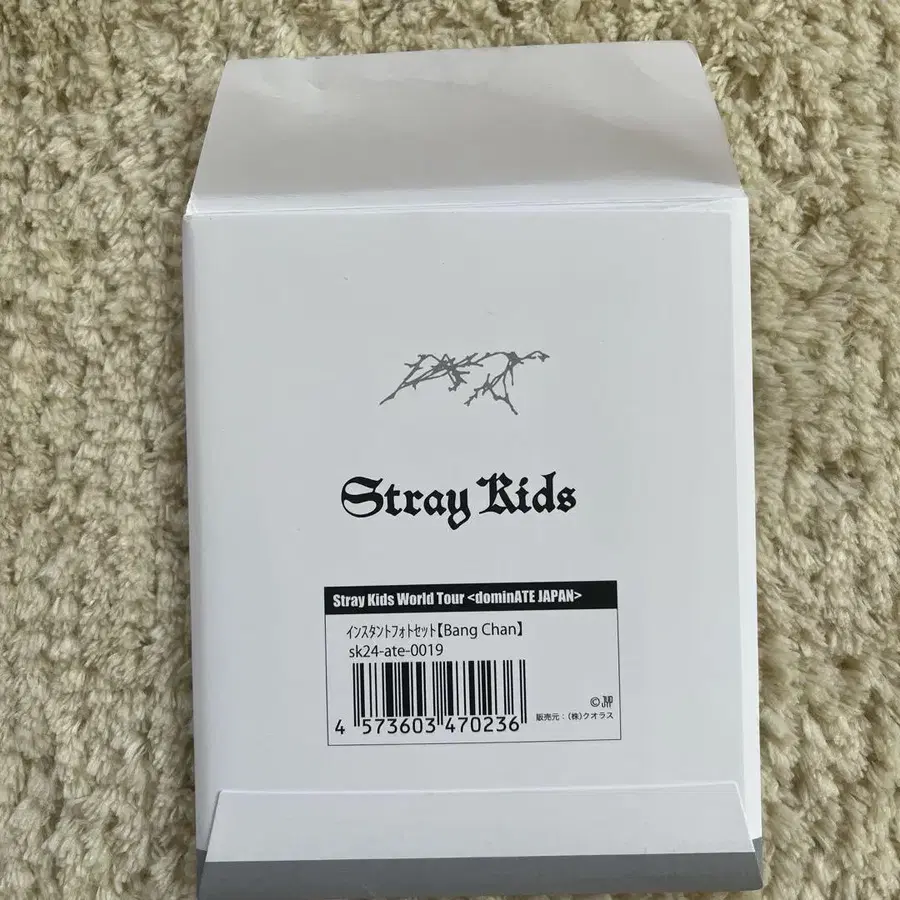 Stray Kids
Stray Kids World Tour <dominATE JAPAN>
インスタントフォトセット【Bang Chan】
sk24-ate-0019
4 573603 470236
© JYP
販売元：（株）クオラス